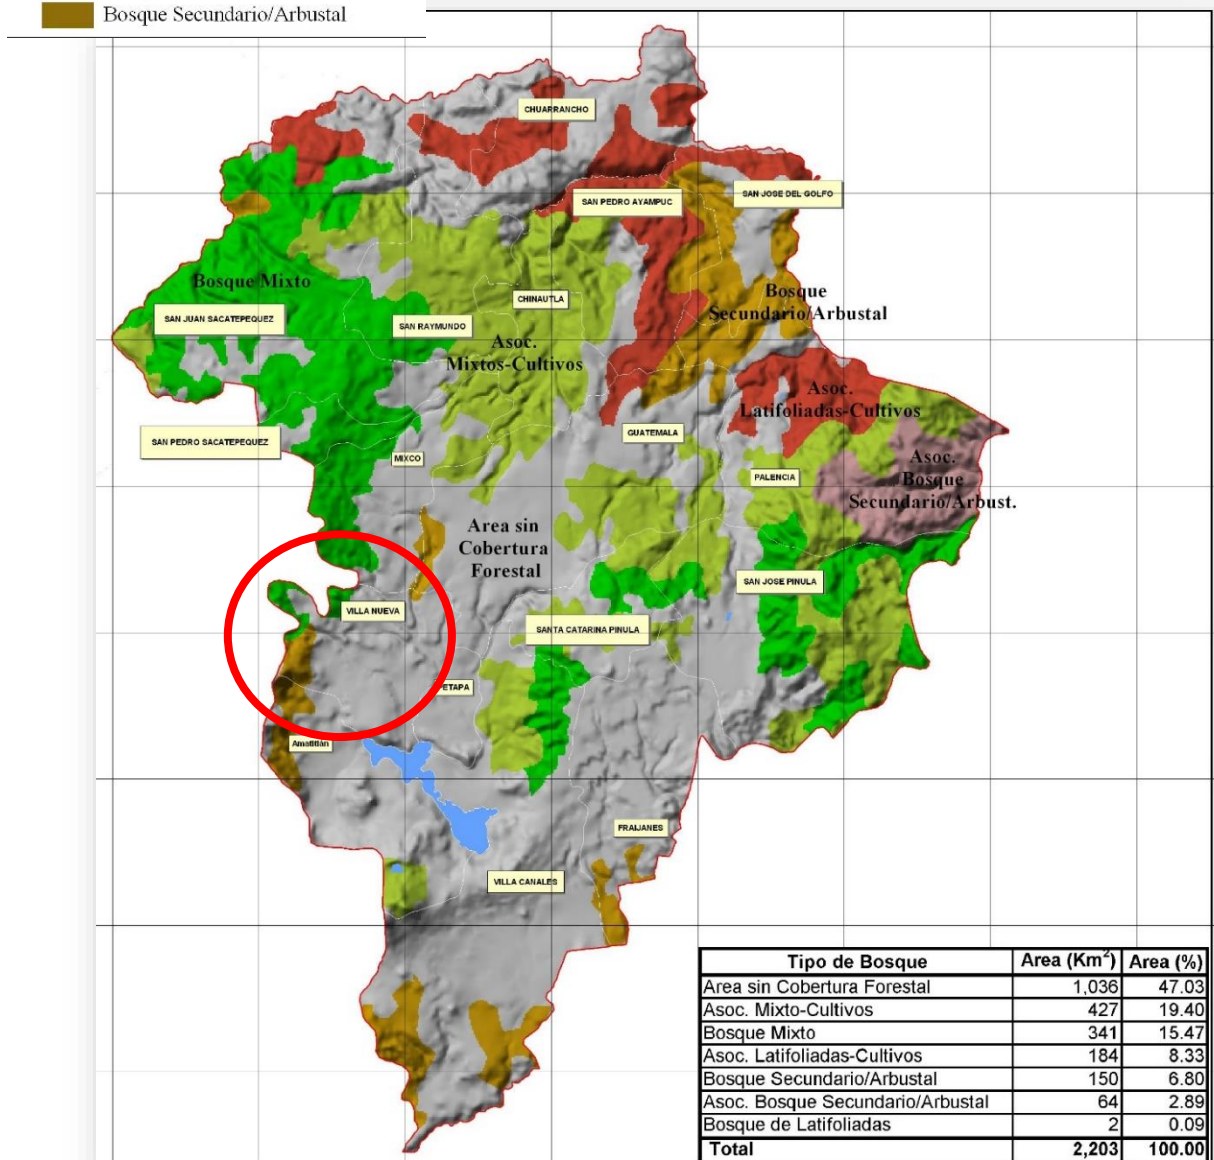 Bosque Secundario/Arbustal
CHUARRANCHO
SAN JOSE DEL GOLFO
SAN PEDRO AYAMPUC
Bosque Mixto
Bosque
Secundario/Arbustal
CHINAUTLA
SAN JUAN SACATEPEQUEZ
SAN RAYMUNDO
Asoc.
Mixtos-Cultivos
Asoc.
Latifoliadas-Cultivos
SAN PEDRO SACATEPEQUEZ
GUATEMALA
MIXCO
Asoc.
Bosque
Secundario/Arbust.
PALENCIA
Area sin
Cobertura
Forestal
SAN JOSE PINULA
VILLA NUEVA
SANTA CATARINA PINULA
PETAPA
Amatitlán
FRAIJANES
VILLA CANALES
Tipo de Bosque Area (Km²) Area (%)
Area sin Cobertura Forestal 1,036 47.03
Asoc. Mixto-Cultivos 427 19.40
Bosque Mixto 341 15.47
Asoc. Latifoliadas-Cultivos 184 8.33
Bosque Secundario/Arbustal 150 6.80
Asoc. Bosque Secundario/Arbustal 64 2.89
Bosque de Latifoliadas 2 0.09
Total 2,203 100.00